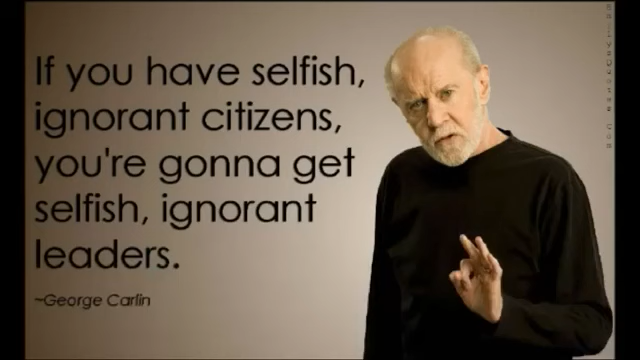 If you have selfish,
ignorant citizens,
you're gonna get
selfish, ignorant
leaders.
~George Carlin